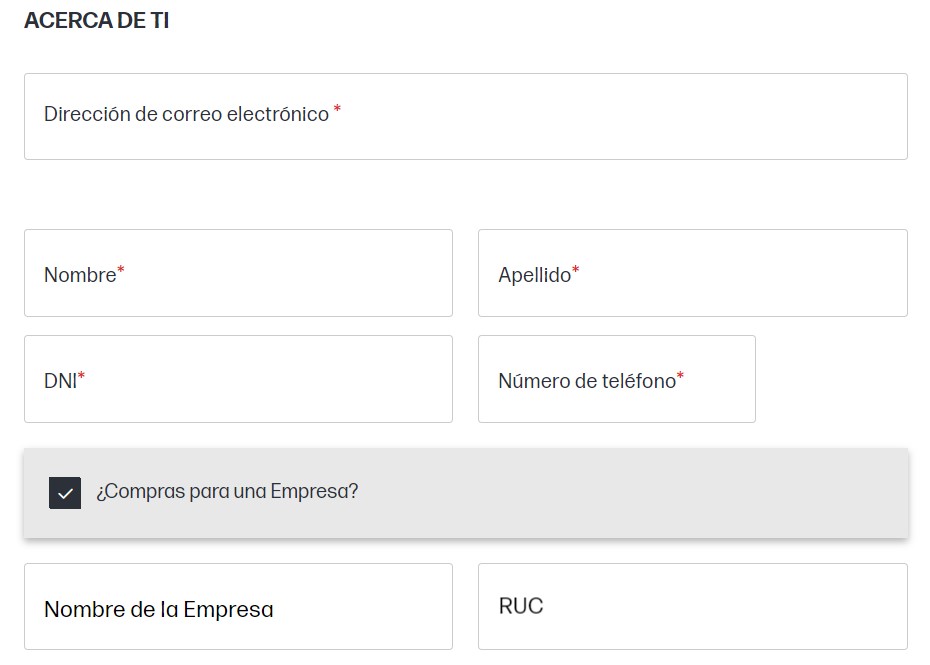 ACERCA DE TI
Dirección de correo electrónico *
Nombre*
Apellido*
DNI*
Número de teléfono*
¿Compras para una Empresa?
Nombre de la Empresa
RUC